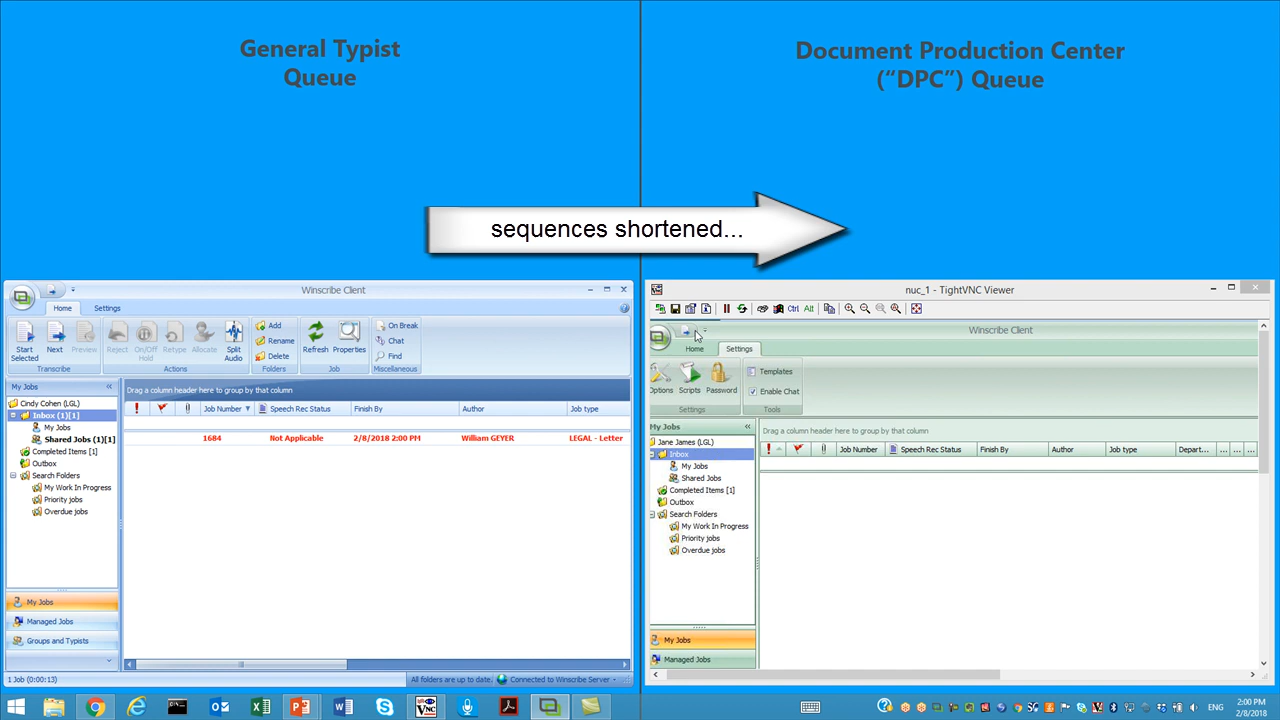 General Typist
Queue
Document Production Center
("DPC") Queue
sequences shortened...
Winscribe Client
Home
Settings
Start
Selected
Next
Preview
Transcribe
Reject
On/Off
Hold
Retype
Allocate
Split
Audio
Actions
Add
Rename
Delete
Folders
Refresh
Properties
Job
On Break
Chat
Find
Miscellaneous
My Jobs
Cindy Cohen (LGL)
Inbox (1)[1]
My Jobs
Shared Jobs (1)[1]
Completed Items [1]
Outbox
Search Folders
My Work In Progress
Priority jobs
Overdue jobs
My Jobs
Managed Jobs
Groups and Typists
Drag a column header here to group by that column
Job Number
Speech Rec Status
Finish By
Author
Job type
1684
Not Applicable
2/8/2018 2:00 PM
William GEYER
LEGAL - Letter
1 Job (0:00:13)
All files are up to date.
Connected to Winscribe Server
nuc_1 - TightVNC Viewer
Ctrl
Alt
Winscribe Client
Home
Settings
Options
Scripts
Password
Settings
Templates
Enable Chat
Tools
My Jobs
Jane James (LGL)
Inbox
My Jobs
Shared Jobs
Completed Items [1]
Outbox
Search Folders
My Work In Progress
Priority jobs
Overdue jobs
My Jobs
Managed Jobs
Drag a column header here to group by that column
Job Number
Speech Rec Status
Finish By
Author
Job type
Depart...
...
...
...
ENG
2:00 PM
2/8/2018